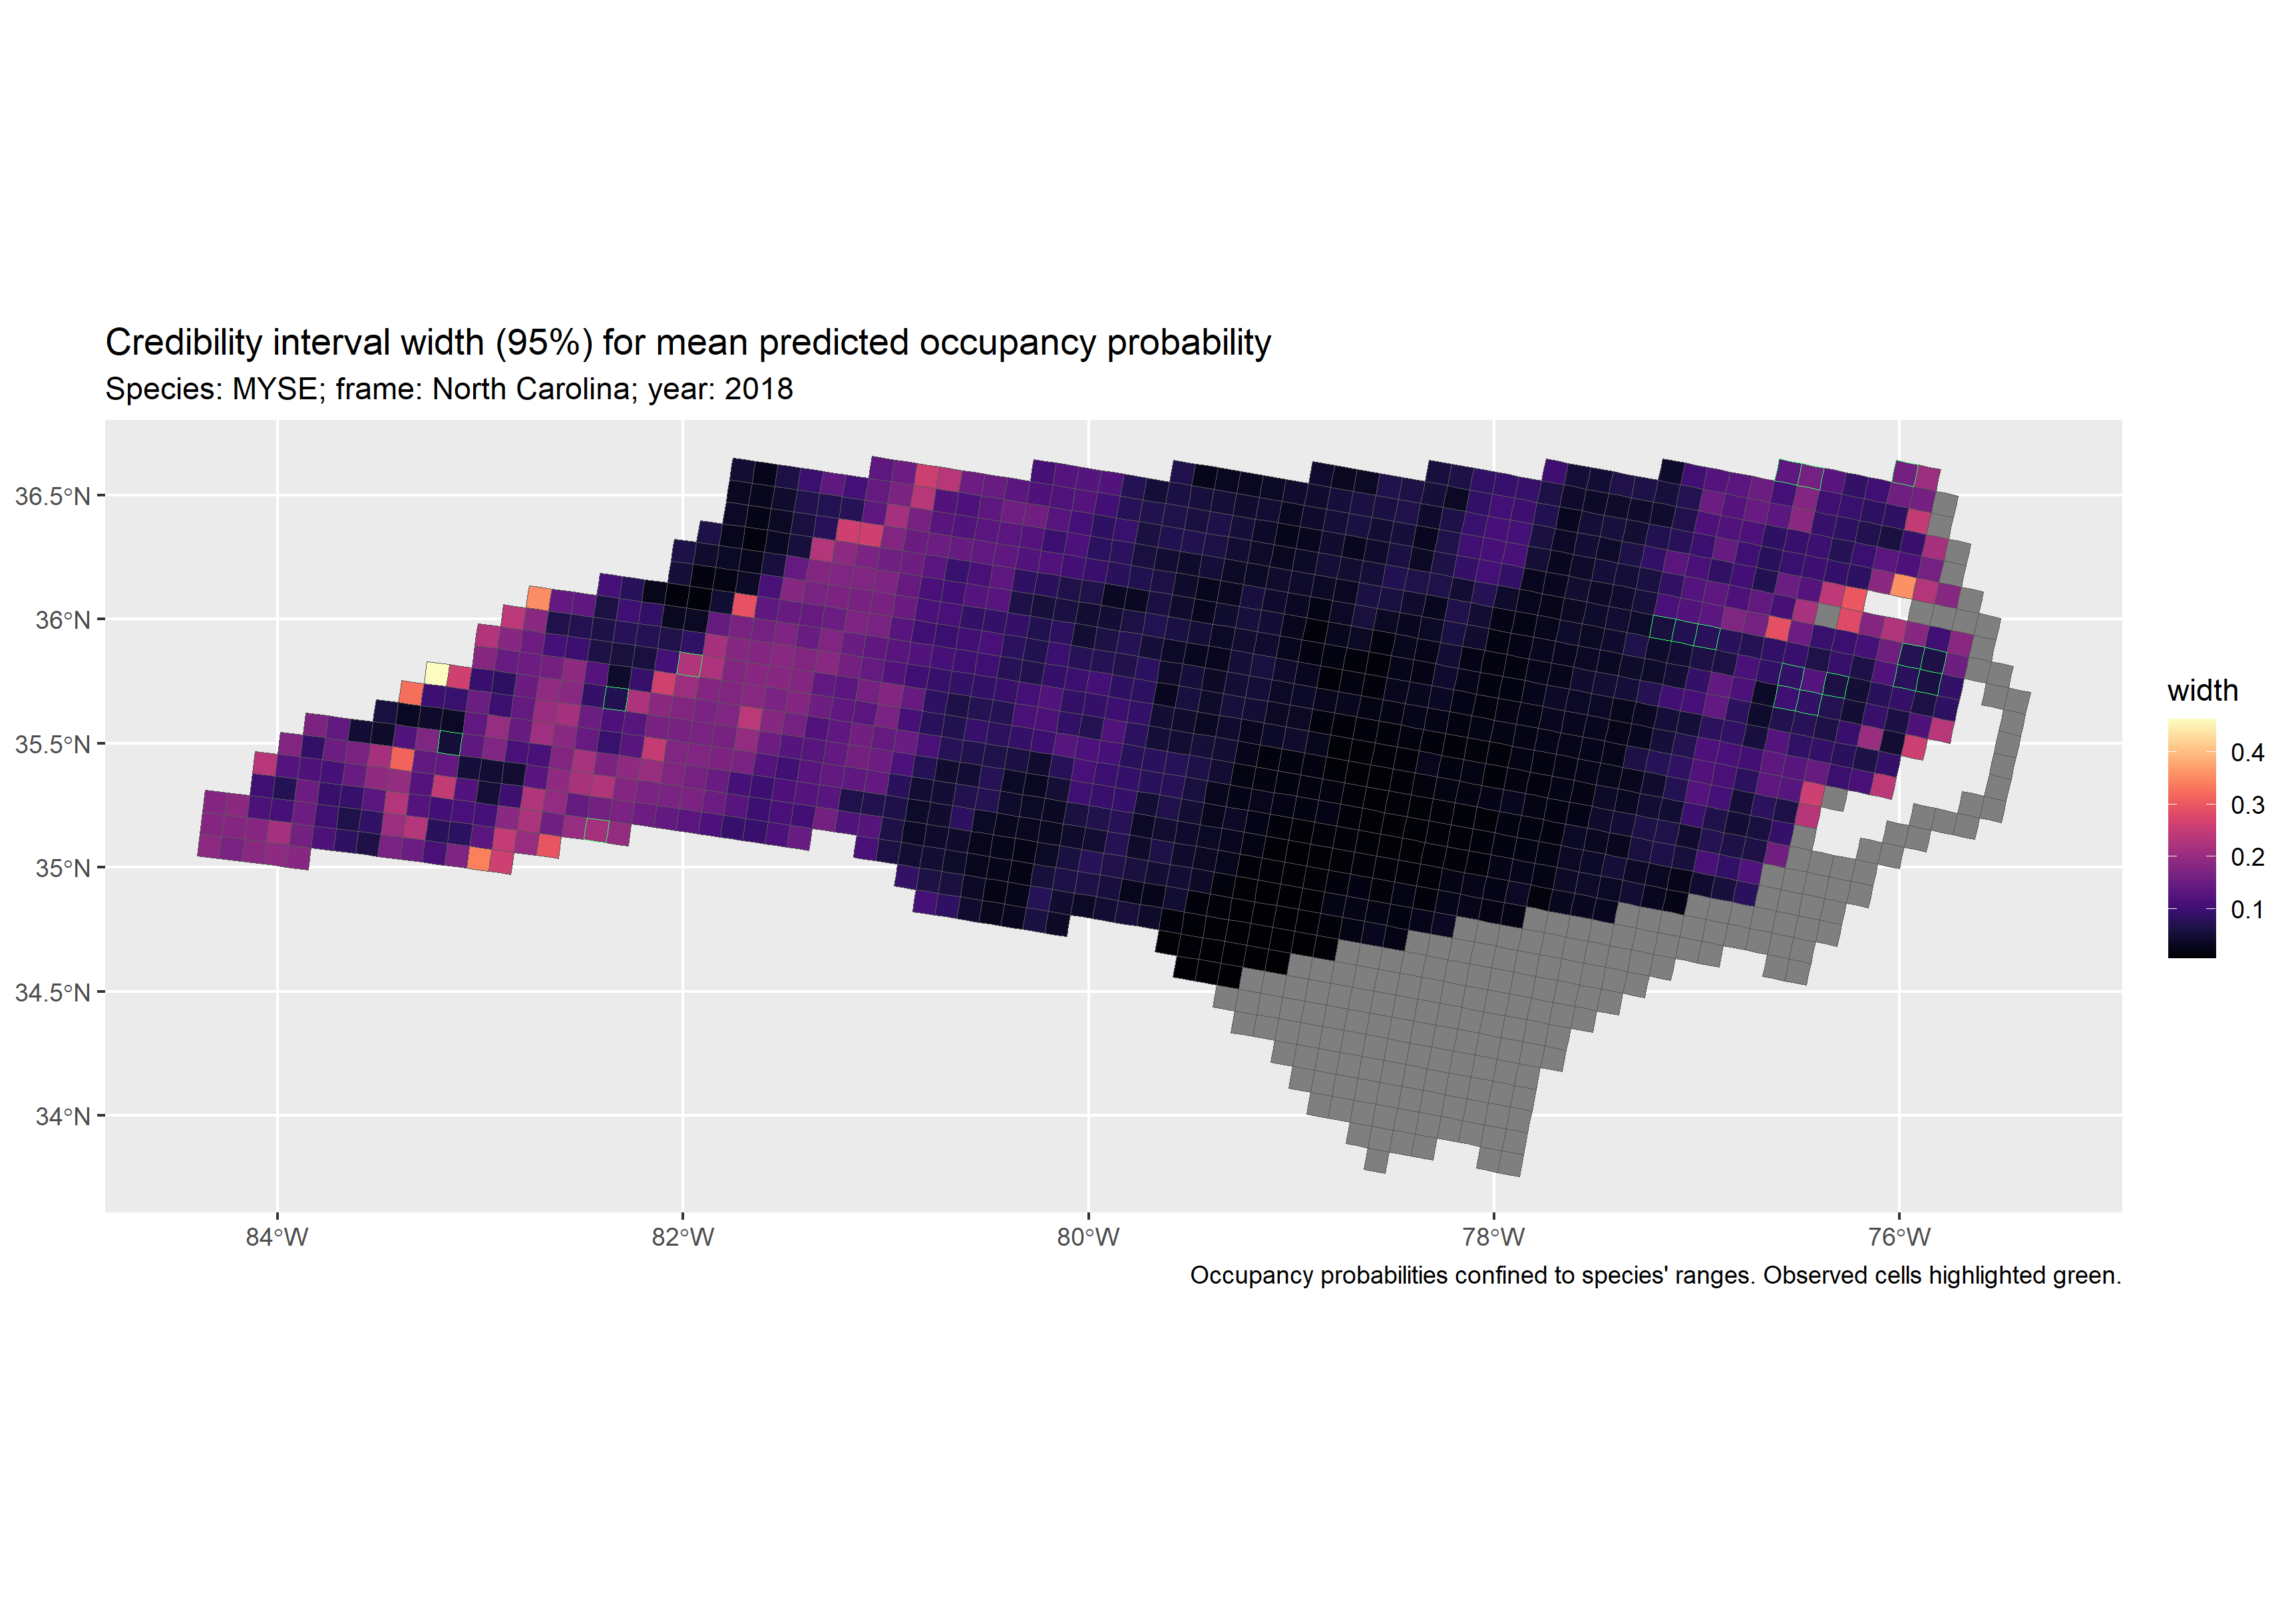 Credibility interval width (95%) for mean predicted occupancy probability
Species: MYSE; frame: North Carolina; year: 2018
36.5°N
36°N
35.5°N
35°N
34.5°N
34°N
84°W
82°W
80°W
78°W
76°W
width
0.4
0.3
0.2
0.1
Occupancy probabilities confined to species' ranges. Observed cells highlighted green.